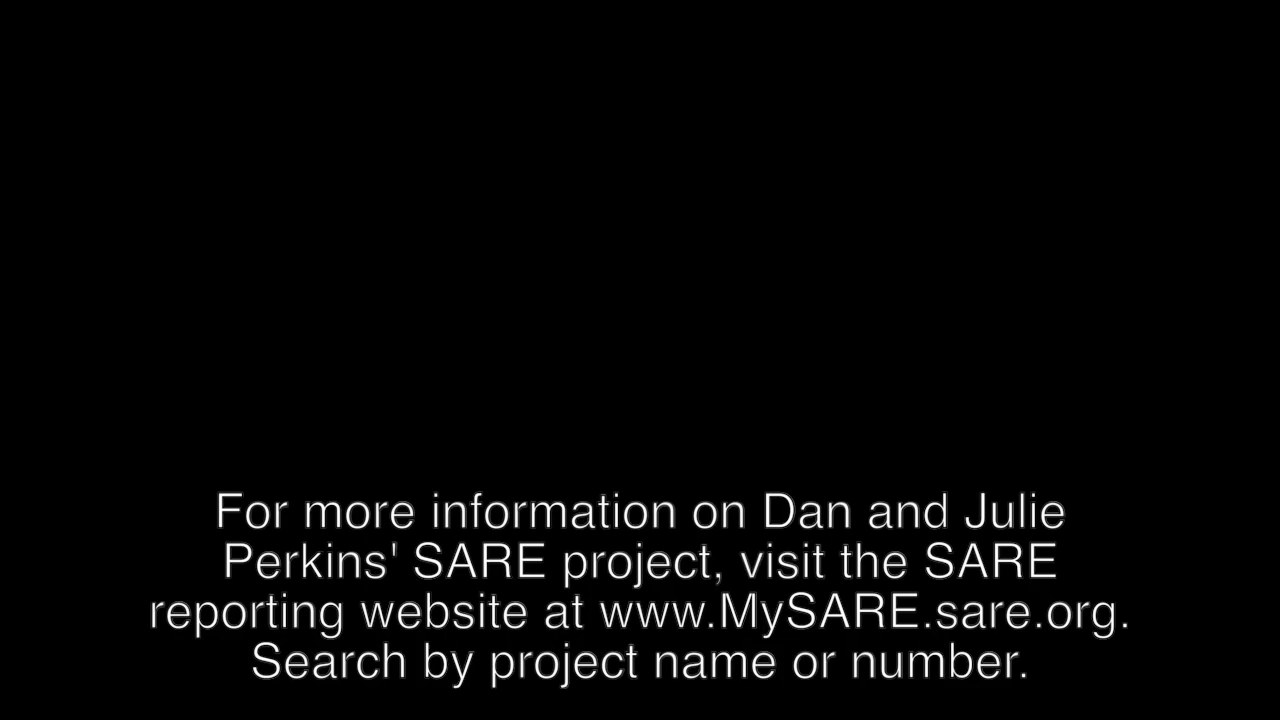 For more information on Dan and Julie
Perkins' SARE project, visit the SARE
reporting website at www.MySARE.sare.org.
Search by project name or number.